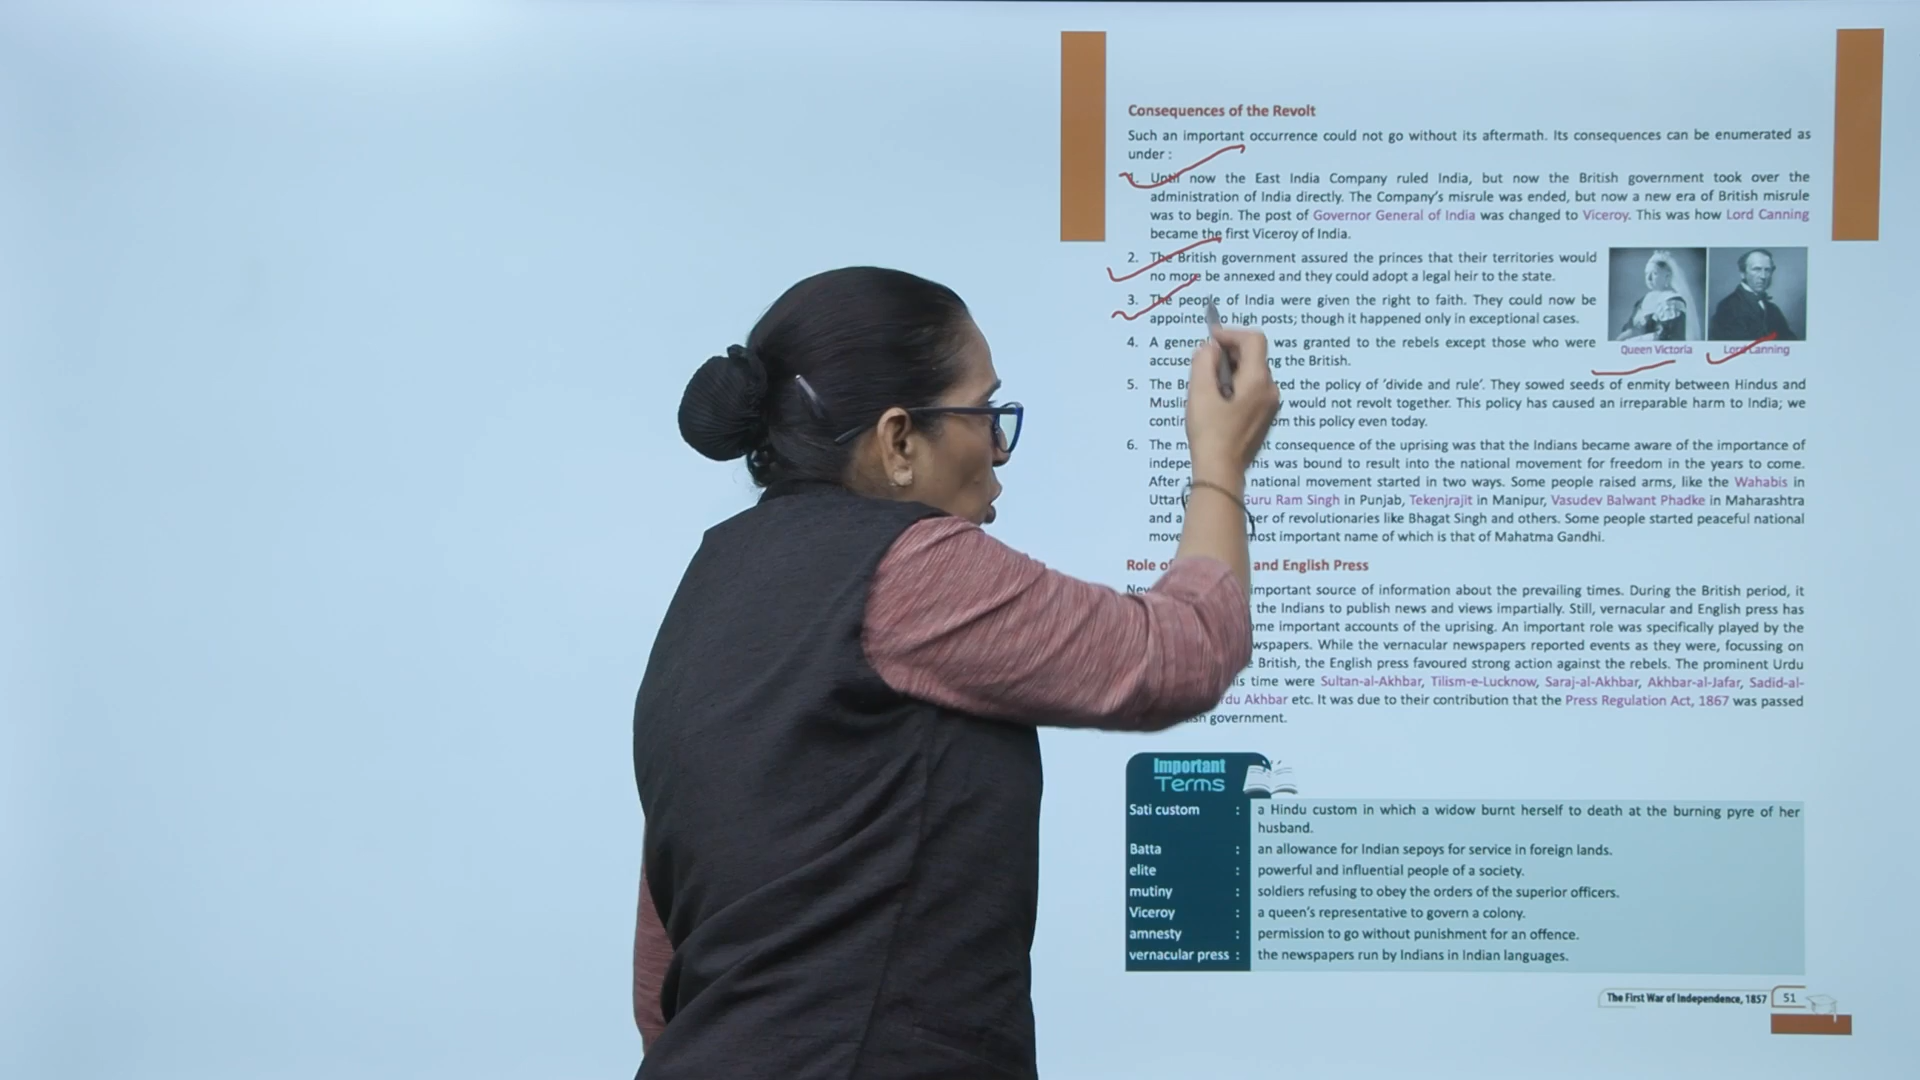 Consequences of the Revolt
Such an important occurrence could not go without its aftermath. Its consequences can be enumerated as
under :
1. Until now the East India Company ruled India, but now the British government took over the
administration of India directly. The Company's misrule was ended, but now a new era of British misrule
was to begin. The post of Governor General of India was changed to Viceroy. This was how Lord Canning
became the first Viceroy of India.
2. The British government assured the princes that their territories would
no more be annexed and they could adopt a legal heir to the state.
3. The people of India were given the right to faith. They could now be
appointed to high posts; though it happened only in exceptional cases.
Queen Victoria Lord Canning
4. A general was granted to the rebels except those who were
the British.
5. The the policy of 'divide and rule'. They sowed seeds of enmity between Hindus and
would not revolt together. This policy has caused an irreparable harm to India; we
this policy even today.
6. The consequence of the uprising was that the Indians became aware of the importance of
was bound to result into the national movement for freedom in the years to come.
After national movement started in two ways. Some people raised arms, like the Wahabis in
Guru Ram Singh in Punjab, Tekenjrajit in Manipur, Vasudev Balwant Phadke in Maharashtra
and a of revolutionaries like Bhagat Singh and others. Some people started peaceful national
most important name of which is that of Mahatma Gandhi.
Role of and English Press
important source of information about the prevailing times. During the British period, it
the Indians to publish news and views impartially. Still, vernacular and English press has
important accounts of the uprising. An important role was specifically played by the
While the vernacular newspapers reported events as they were, focussing on
British, the English press favoured strong action against the rebels. The prominent Urdu
time were Sultan-al-Akhbar, Tilism-e-Lucknow, Saraj-al-Akhbar, Akhbar-al-Jafar, Sadid-al-
Akhbar etc. It was due to their contribution that the Press Regulation Act, 1867 was passed
government.
Important
Terms
Sati custom : a Hindu custom in which a widow burnt herself to death at the burning pyre of her
husband.
Batta : an allowance for Indian sepoys for service in foreign lands.
elite : powerful and influential people of a society.
mutiny : soldiers refusing to obey the orders of the superior officers.
Viceroy : a queen's representative to govern a colony.
amnesty : permission to go without punishment for an offence.
vernacular press : the newspapers run by Indians in Indian languages.
The First War of Independence, 1857 51